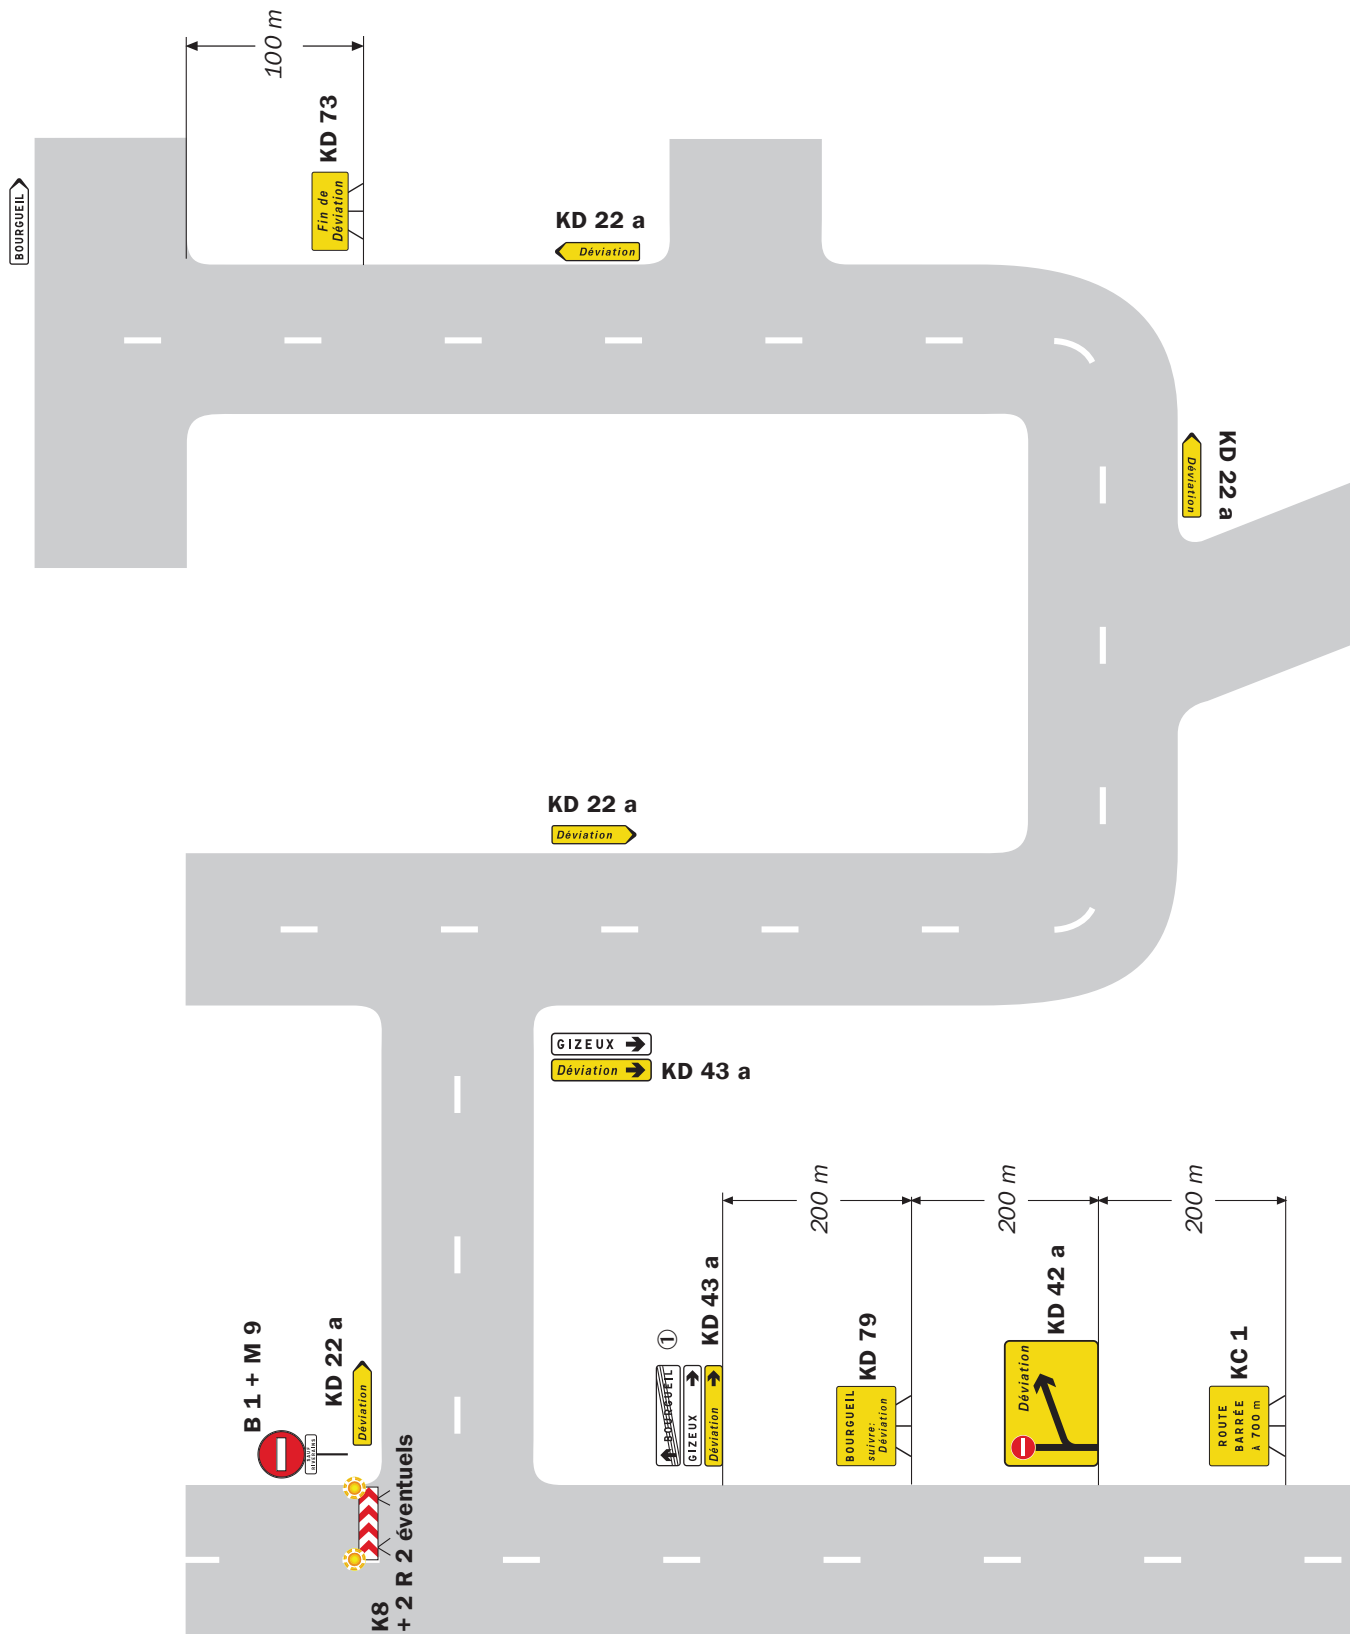 100 m
KD 73
Fin de
Déviation
BOURGUEIL
KD 22 a
Déviation
KD 22 a
Déviation
KD 22 a
Déviation
GIZEUX
Déviation
KD 43 a
B 1 + M 9
SAUF
RIVERAINS
KD 22 a
Déviation
K8
+ 2 R 2 éventuels
BOURGUEIL
①
GIZEUX
Déviation
KD 43 a
200 m
BOURGUEIL
suivre:
Déviation
KD 79
200 m
Déviation
KD 42 a
200 m
ROUTE
BARRÉE
à 700 m
KC 1